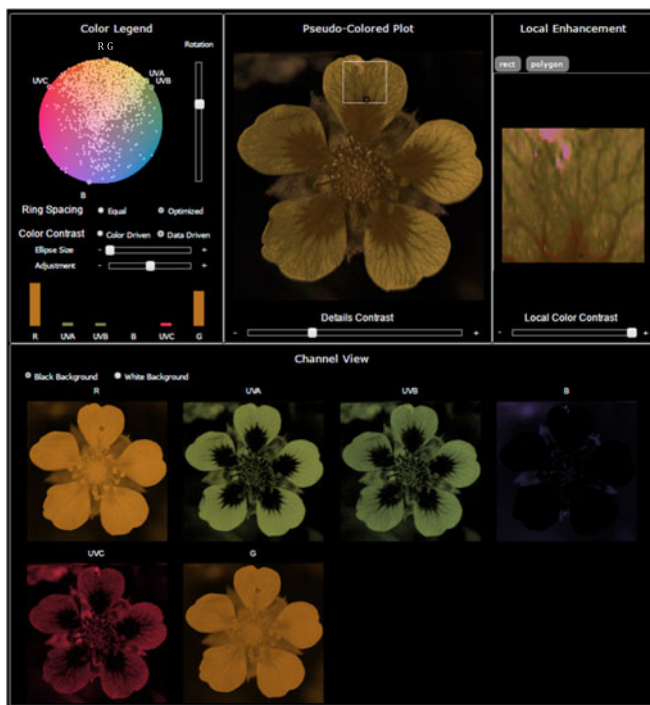 Color Legend
R G
Rotation
UVC
UVA
UVB
B
Ring Spacing Equal Optimized
Color Contrast Color Driven Data Driven
Ellipse Size - +
Adjustment - +
R UVA UVB B UVC G
Pseudo-Colored Plot
Details Contrast
- +
Local Enhancement
rect polygon
Local Color Contrast
- +
Channel View
Black Background White Background
R UVA UVB B
UVC G